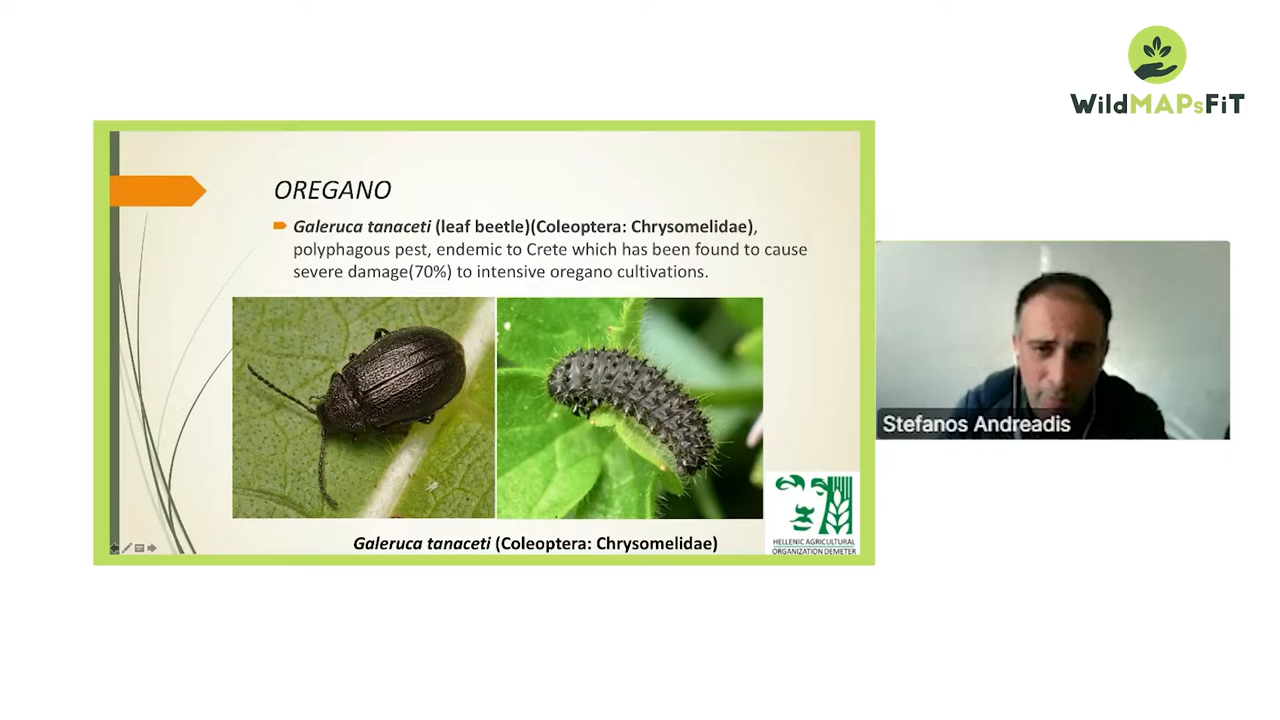 WildMAPsFiT
OREGANO
Galeruca tanaceti (leaf beetle)(Coleoptera: Chrysomelidae),
polyphagous pest, endemic to Crete which has been found to cause
severe damage(70%) to intensive oregano cultivations.
Stefanos Andreadis
HELLENIC AGRICULTURAL
ORGANIZATION DEMETER
Galeruca tanaceti (Coleoptera: Chrysomelidae)